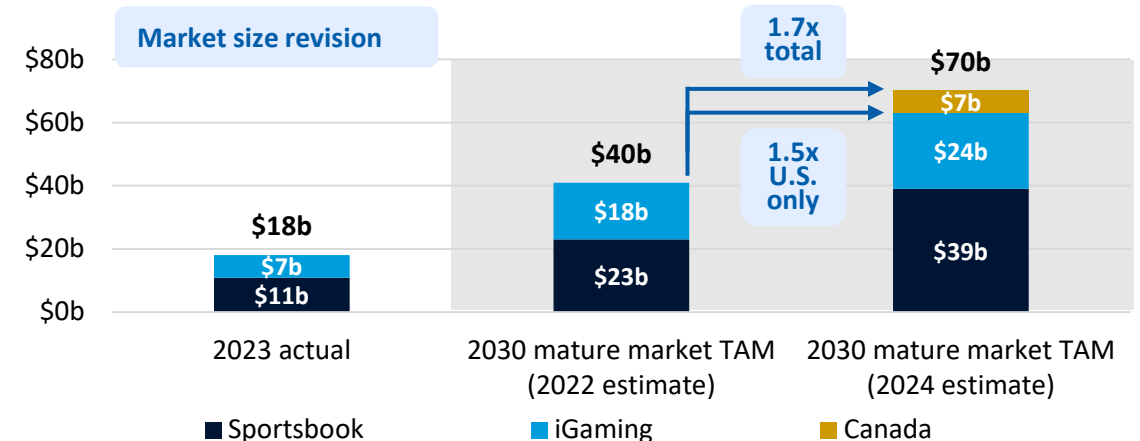 Market size revision
1.7x
total
$80b
$60b
$40b
$20b
$0b
$18b
$7b
$11b
$40b
$18b
$23b
1.5x
U.S.
only
$70b
$7b
$24b
$39b
2023 actual
2030 mature market TAM
(2022 estimate)
2030 mature market TAM
(2024 estimate)
Sportsbook
iGaming
Canada